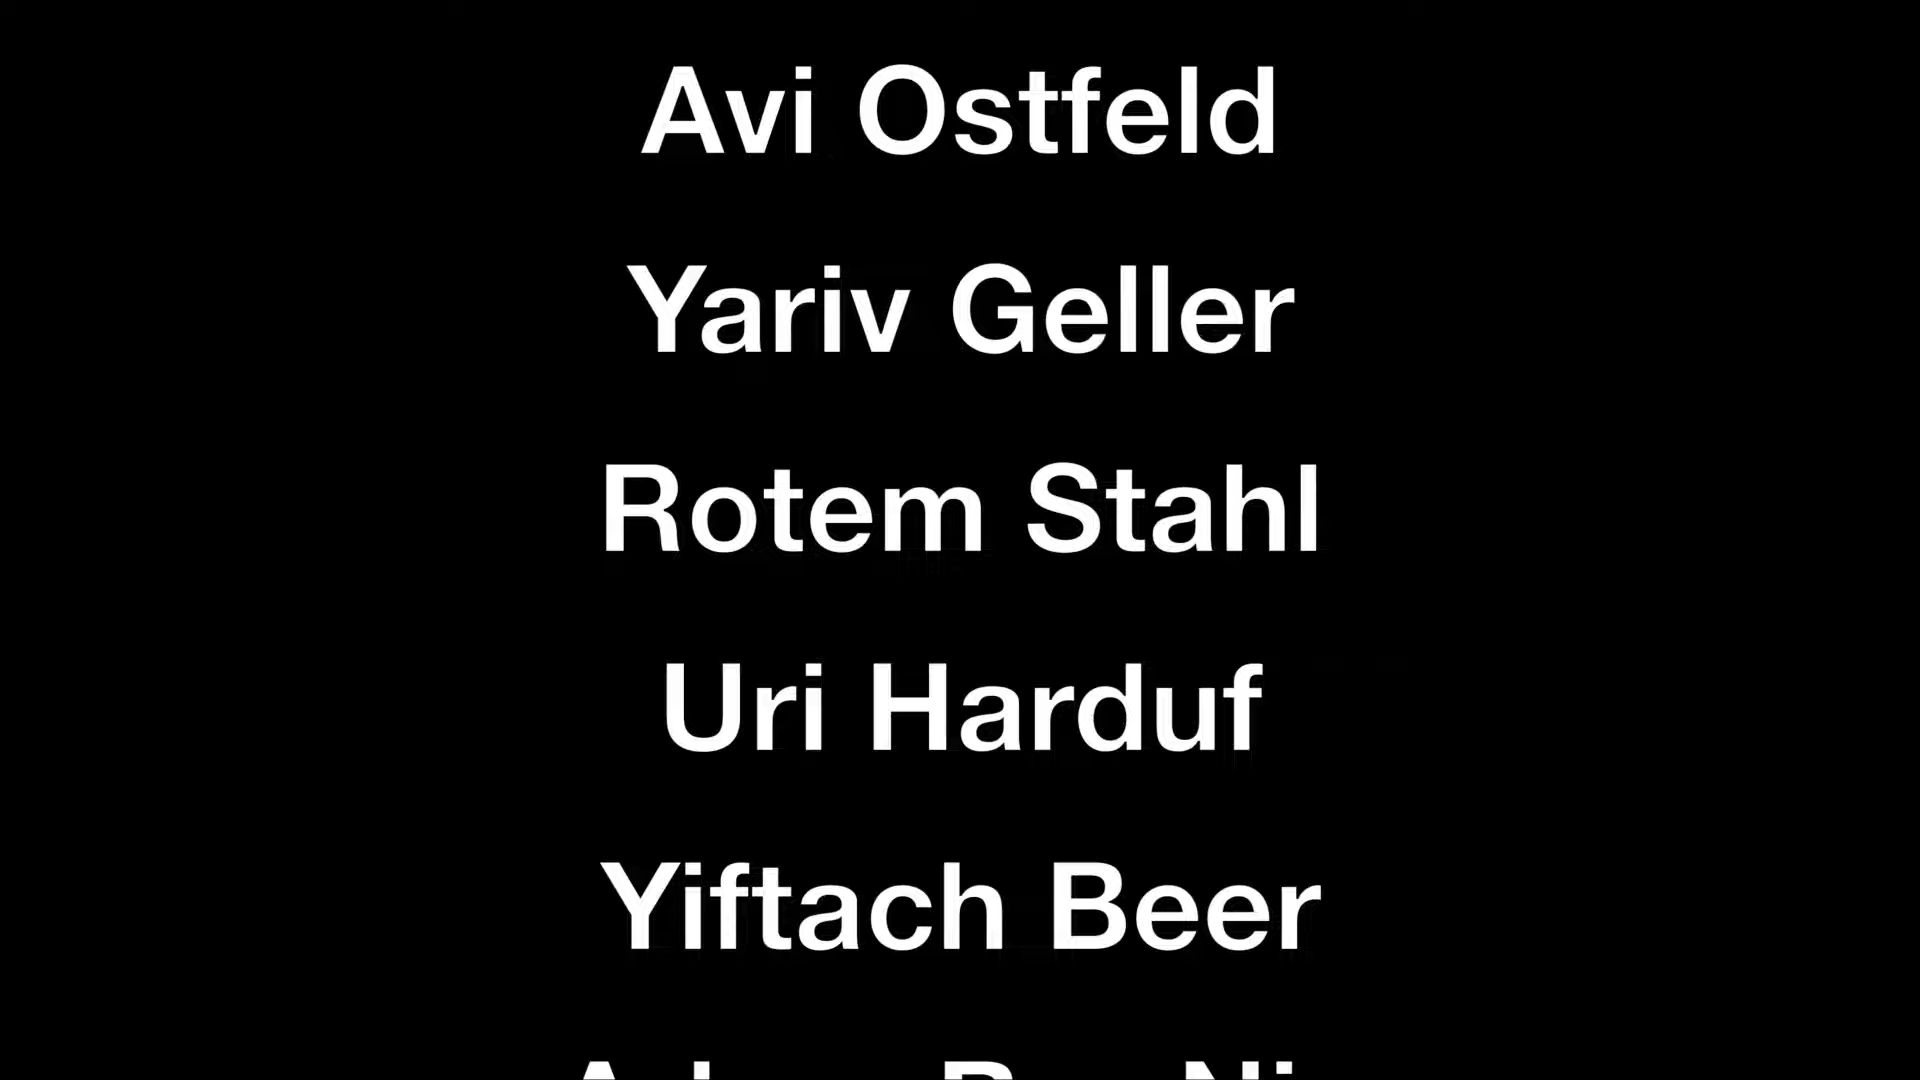 Avi Ostfeld
Yariv Geller
Rotem Stahl
Uri Harduf
Yiftach Beer